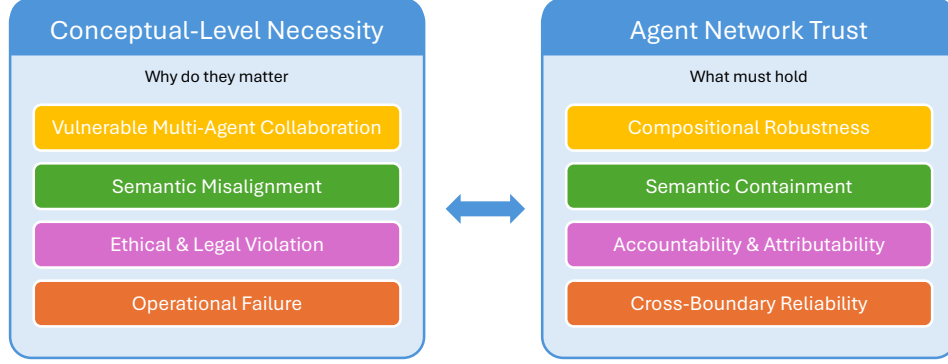 Conceptual-Level Necessity
Why do they matter
Vulnerable Multi-Agent Collaboration
Semantic Misalignment
Ethical & Legal Violation
Operational Failure
Agent Network Trust
What must hold
Compositional Robustness
Semantic Containment
Accountability & Attributability
Cross-Boundary Reliability